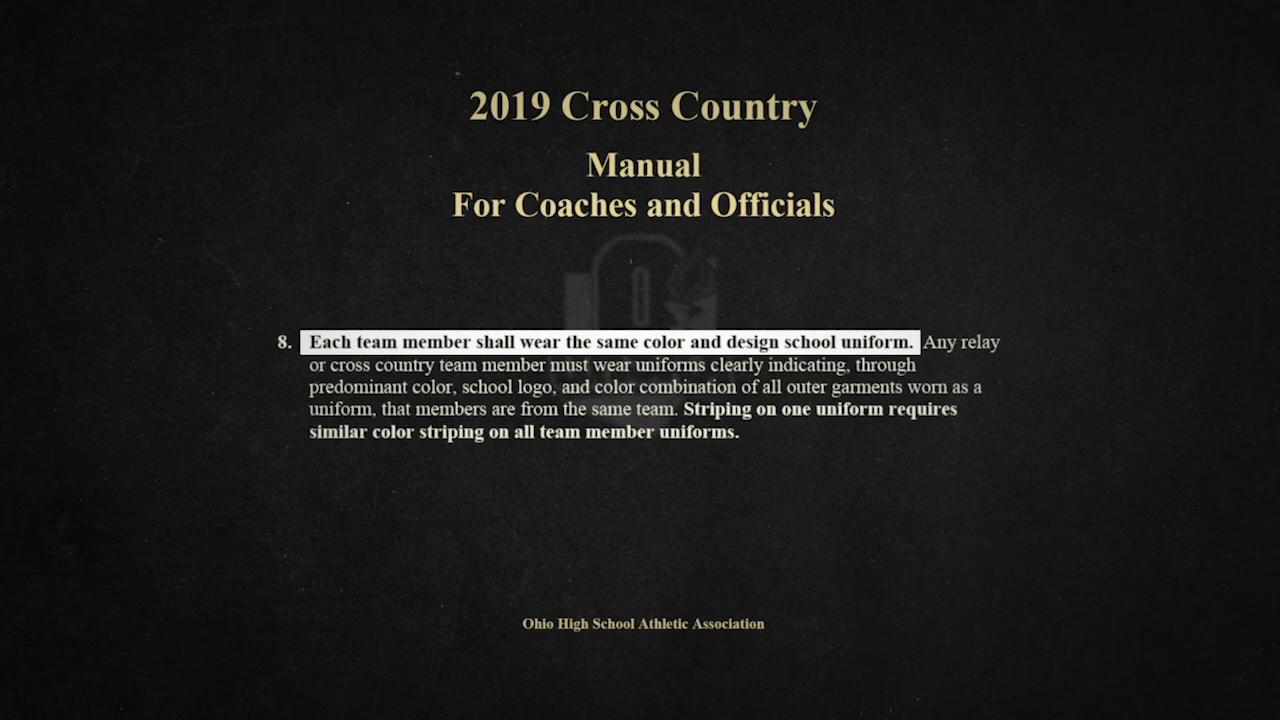 2019 Cross Country
Manual
For Coaches and Officials
8. Each team member shall wear the same color and design school uniform. Any relay
or cross country team member must wear uniforms clearly indicating, through
predominant color, school logo, and color combination of all outer garments worn as a
uniform, that members are from the same team. Striping on one uniform requires
similar color striping on all team member uniforms.
Ohio High School Athletic Association